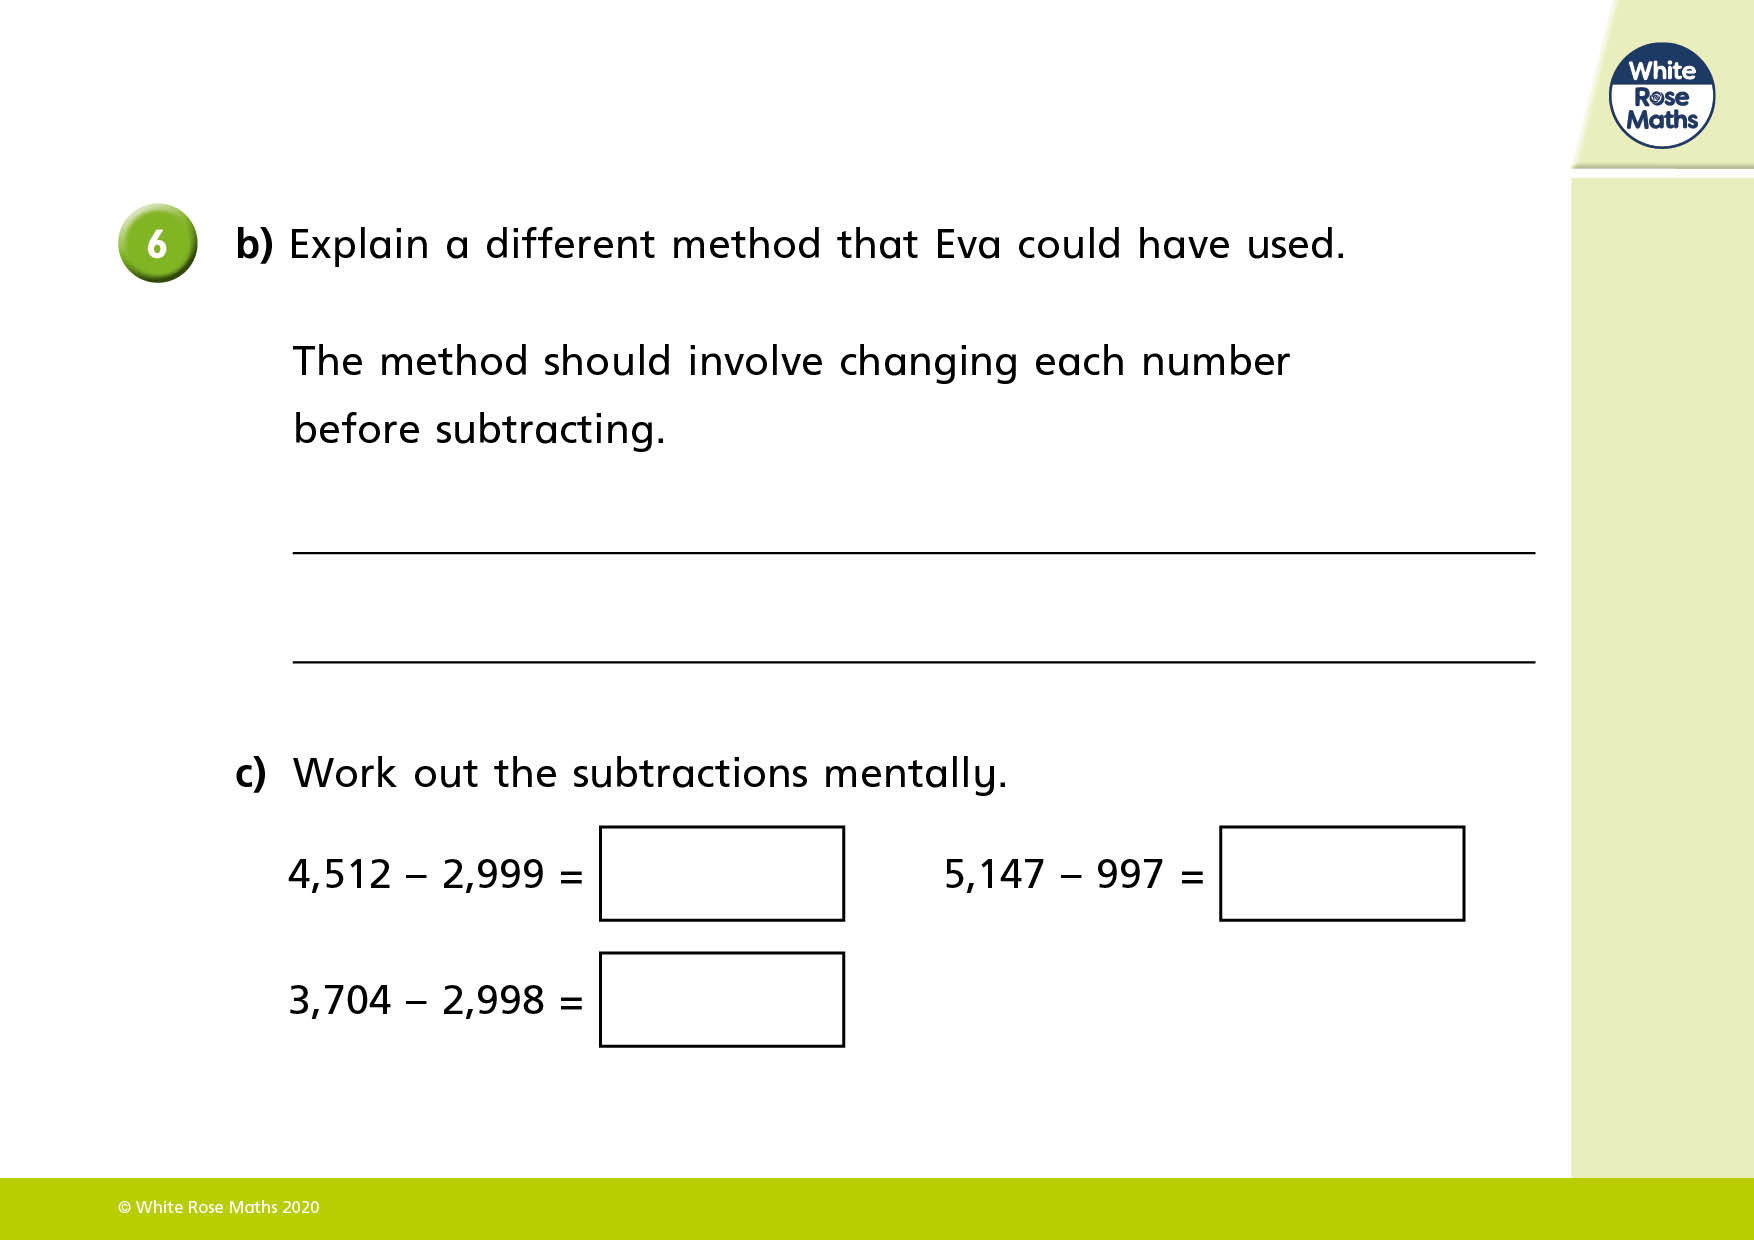 White
Rose
Maths
6 b) Explain a different method that Eva could have used.
The method should involve changing each number
before subtracting.
c) Work out the subtractions mentally.
4,512 – 2,999 = 5,147 – 997 =
3,704 – 2,998 =
© White Rose Maths 2020